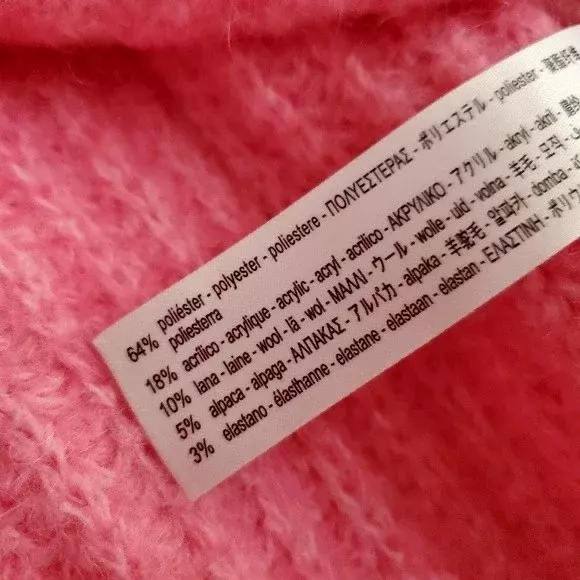 64% poliéster - polyester - poliestere - ΠΟΛΥΕΣΤΕΡΑΣ - ポリエステル - poliester -
poliesterra
18% acrílico - acrylique - acrylic - acryl - acrilico - ΑΚΡΥΛΙΚΟ - アクリル - akryl - akril -
10% lana - laine - wool - lã - wol - ΜΑΛΛΙ - ウール - wolle - uld - volna - 羊毛 - 모직 -
5% alpaca - alpaga - ΑΛΠΑΚΑΣ - アルパカ - alpaka - 羊駝毛 - 알파카 - domba -
3% elastano - élasthanne - elastane - elastaan - elastan - ΕΛΑΣΤΙΝΗ - ポリウ